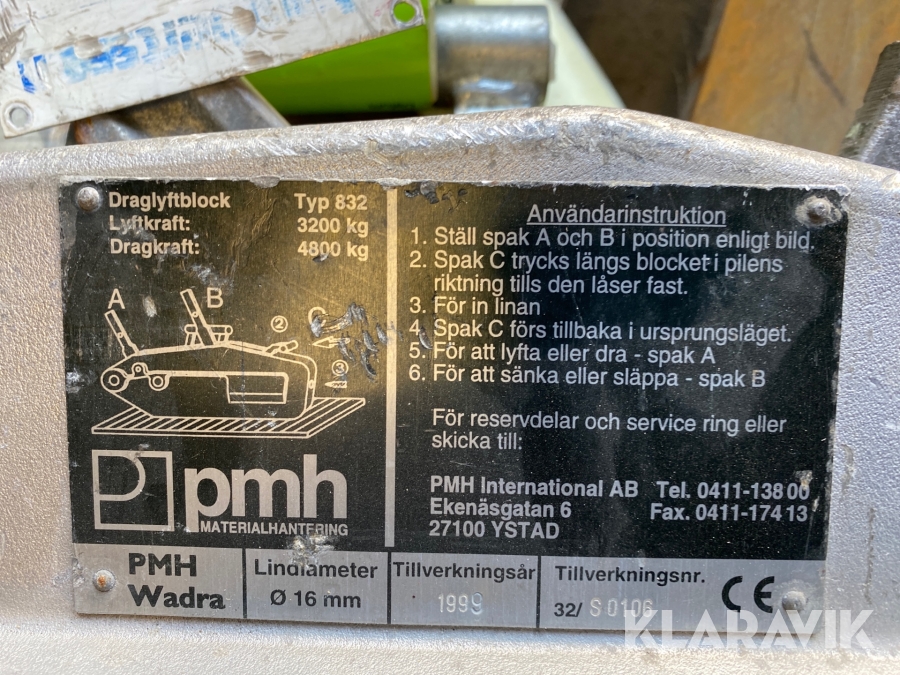 Draglyftblock Typ 832
Lyftkraft: 3200 kg
Dragkraft: 4800 kg
A
B
C
2
3
pmh
MATERIALHANTERING
Användarinstruktion
1. Ställ spak A och B i position enligt bild.
2. Spak C trycks längs blocket i pilens
riktning tills den låser fast.
3. För in linan
4. Spak C förs tillbaka i ursprungsläget.
5. För att lyfta eller dra - spak A
6. För att sänka eller släppa - spak B
För reservdelar och service ring eller
skicka till:
PMH International AB Tel. 0411-138 00
Ekenäsgatan 6 Fax. 0411-174 13
27100 YSTAD
PMH
Wadra
Lindiameter
Ø 16 mm
Tillverkningsår
1999
Tillverkningsnr.
32/ S 0106
CE
KLARAVIK